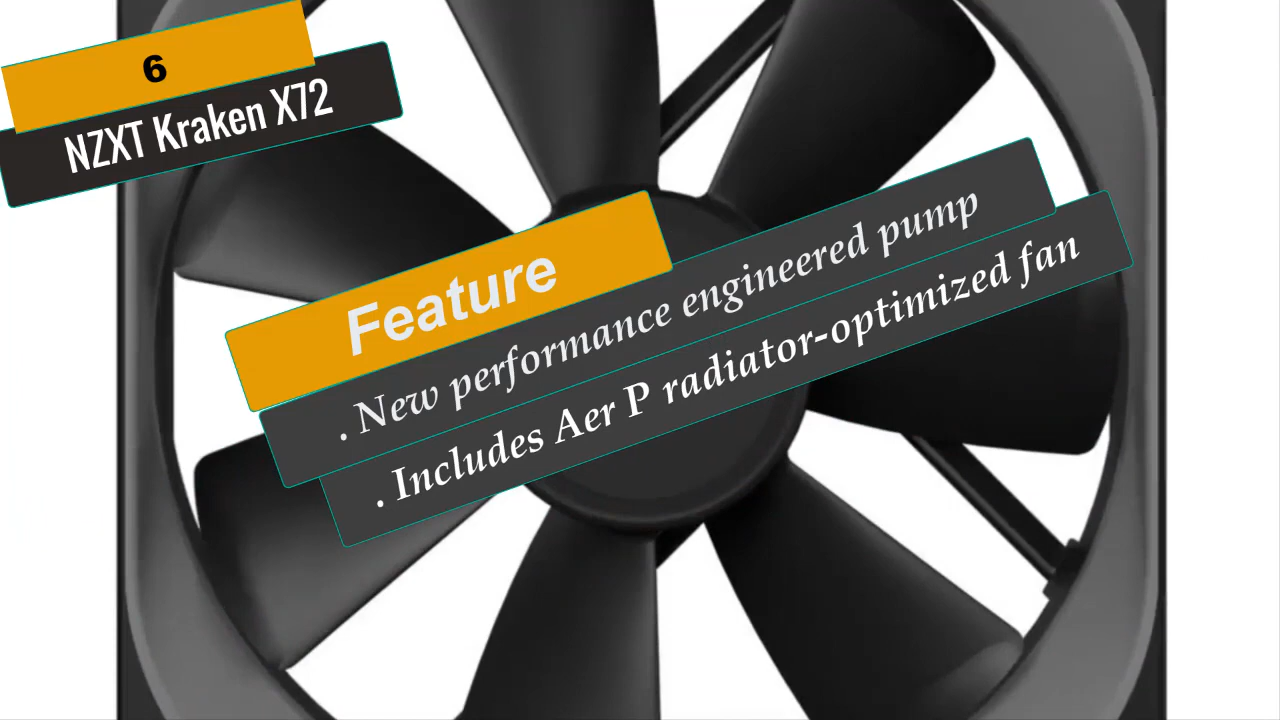 6
NZXT Kraken X72
Feature
. New performance engineered pump
. Includes Aer P radiator-optimized fan